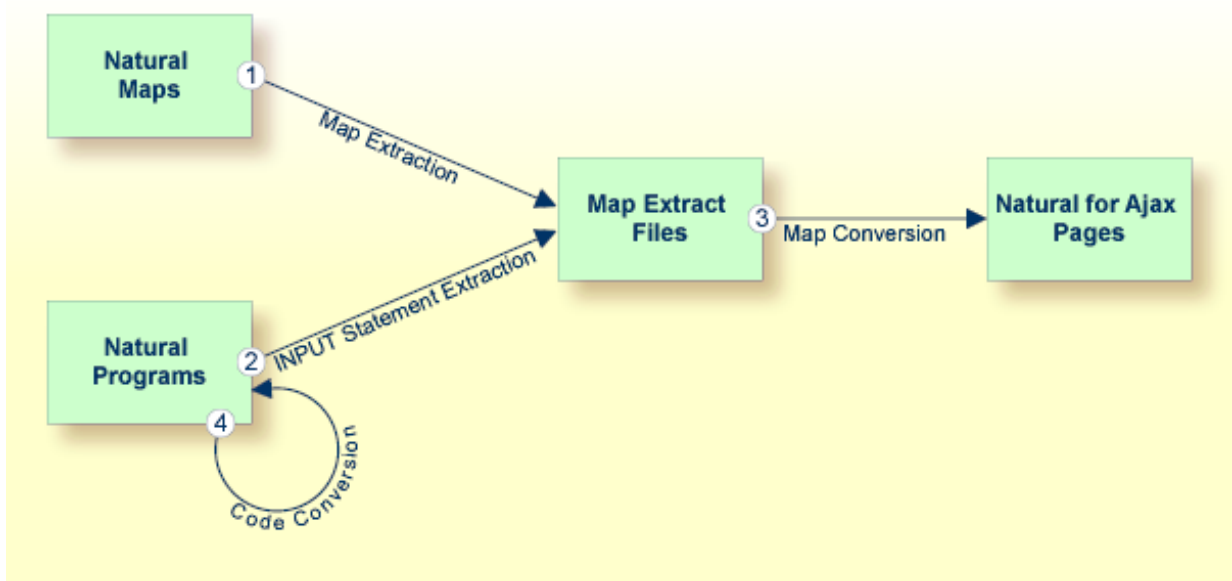 Natural
Maps
1
Map Extraction
Map Extract
Files
3
Map Conversion
Natural for Ajax
Pages
Natural
Programs
2
INPUT Statement Extraction
4
Code Conversion